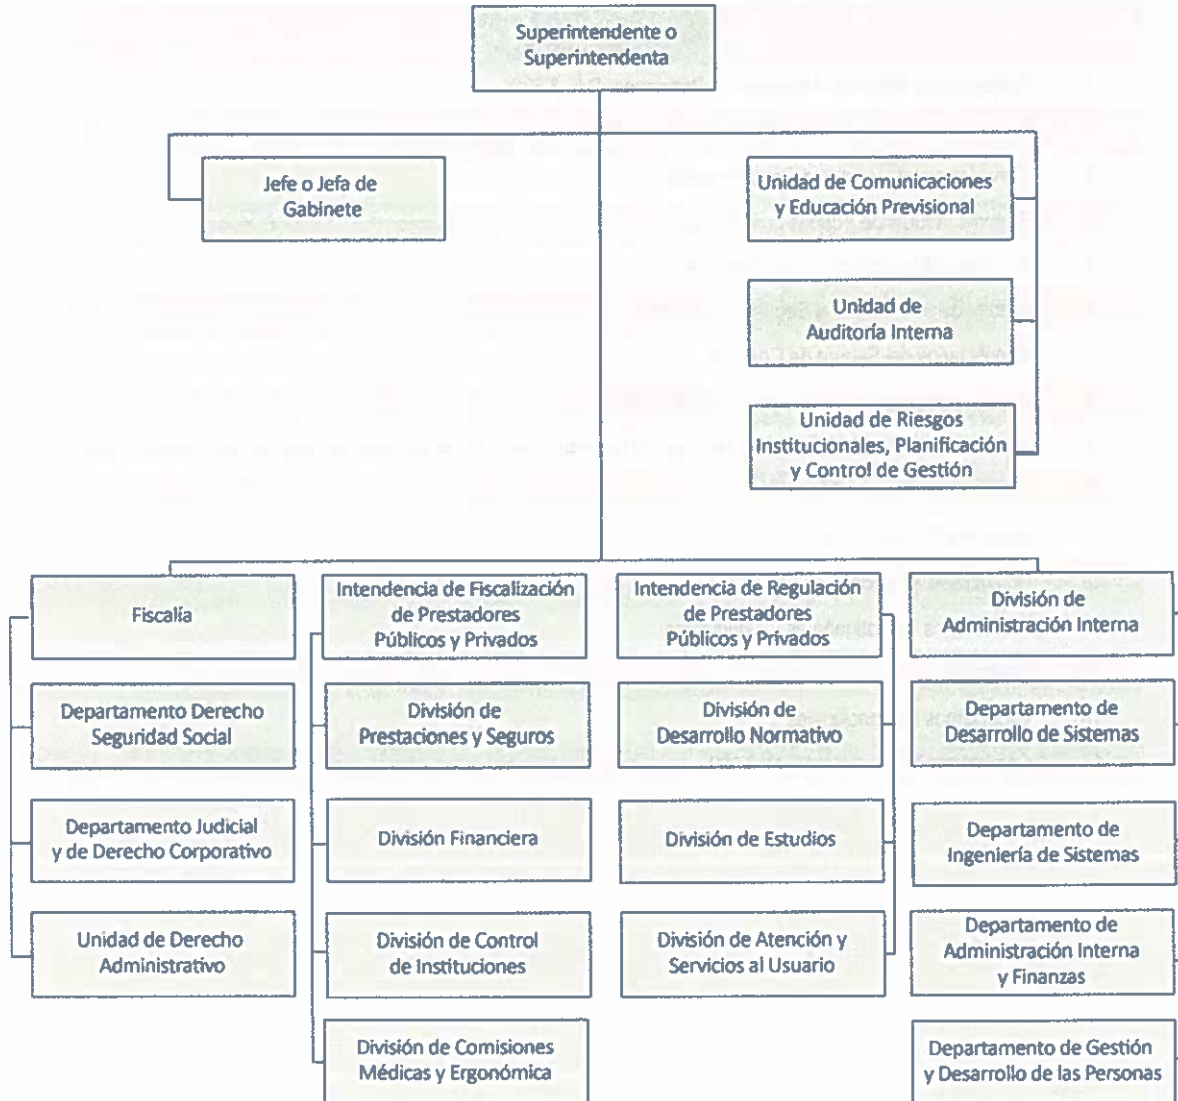 Superintendente o
Superintendenta
Jefe o Jefa de
Gabinete
Unidad de Comunicaciones
y Educación Previsional
Unidad de
Auditoría Interna
Unidad de Riesgos
Institucionales, Planificación
y Control de Gestión
Fiscalía
Departamento Derecho
Seguridad Social
Departamento Judicial
y de Derecho Corporativo
Unidad de Derecho
Administrativo
Intendencia de Fiscalización
de Prestadores
Públicos y Privados
División de
Prestaciones y Seguros
División Financiera
División de Control
de Instituciones
División de Comisiones
Médicas y Ergonómica
Intendencia de Regulación
de Prestadores
Públicos y Privados
División de
Desarrollo Normativo
División de Estudios
División de Atención y
Servicios al Usuario
División de
Administración Interna
Departamento de
Desarrollo de Sistemas
Departamento de
Ingeniería de Sistemas
Departamento de
Administración Interna
y Finanzas
Departamento de Gestión
y Desarrollo de las Personas